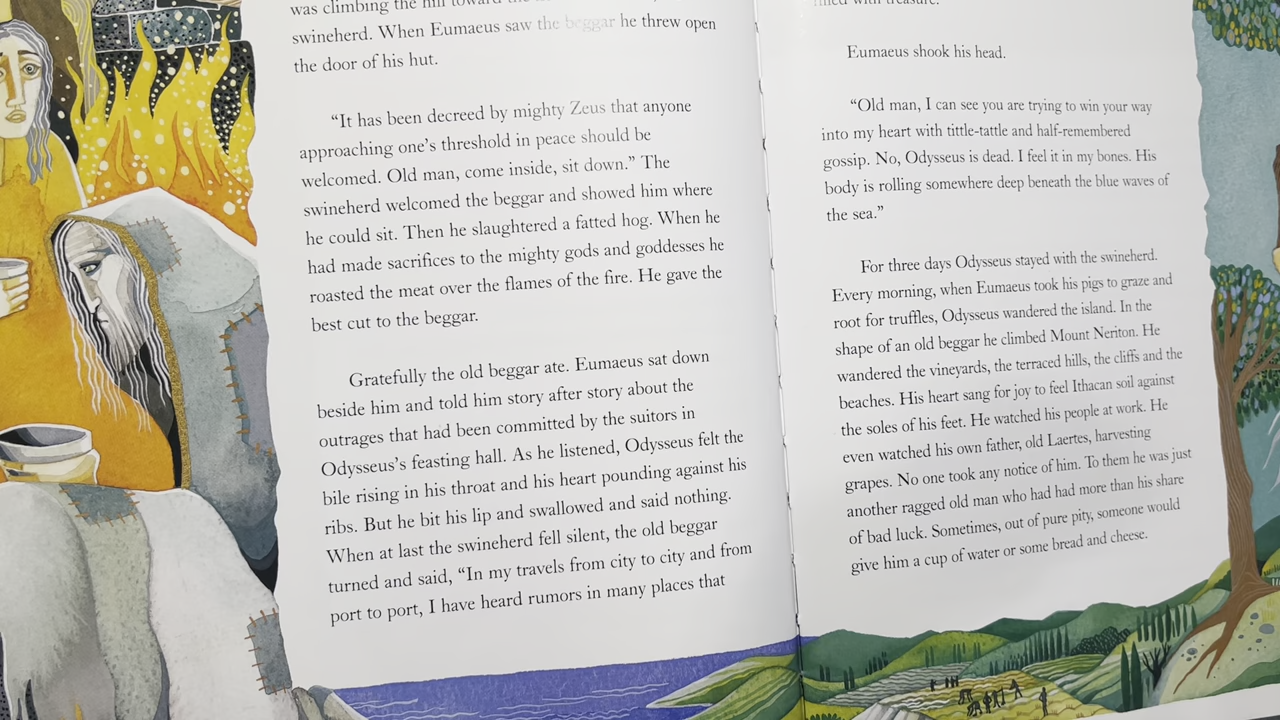 was climbing the hill toward the
swineherd. When Eumaeus saw the beggar he threw open
the door of his hut.
“It has been decreed by mighty Zeus that anyone
approaching one’s threshold in peace should be
welcomed. Old man, come inside, sit down.” The
swineherd welcomed the beggar and showed him where
he could sit. Then he slaughtered a fatted hog. When he
had made sacrifices to the mighty gods and goddesses he
roasted the meat over the flames of the fire. He gave the
best cut to the beggar.
Gratefully the old beggar ate. Eumaeus sat down
beside him and told him story after story about the
outrages that had been committed by the suitors in
Odysseus’s feasting hall. As he listened, Odysseus felt the
bile rising in his throat and his heart pounding against his
ribs. But he bit his lip and swallowed and said nothing.
When at last the swineherd fell silent, the old beggar
turned and said, “In my travels from city to city and from
port to port, I have heard rumors in many places that
with treasure.
Eumaeus shook his head.
“Old man, I can see you are trying to win your way
into my heart with tittle-tattle and half-remembered
gossip. No, Odysseus is dead. I feel it in my bones. His
body is rolling somewhere deep beneath the blue waves of
the sea.”
For three days Odysseus stayed with the swineherd.
Every morning, when Eumaeus took his pigs to graze and
root for truffles, Odysseus wandered the island. In the
shape of an old beggar he climbed Mount Neriton. He
wandered the vineyards, the terraced hills, the cliffs and the
beaches. His heart sang for joy to feel Ithacan soil against
the soles of his feet. He watched his people at work. He
even watched his own father, old Laertes, harvesting
grapes. No one took any notice of him. To them he was just
another ragged old man who had had more than his share
of bad luck. Sometimes, out of pure pity, someone would
give him a cup of water or some bread and cheese.